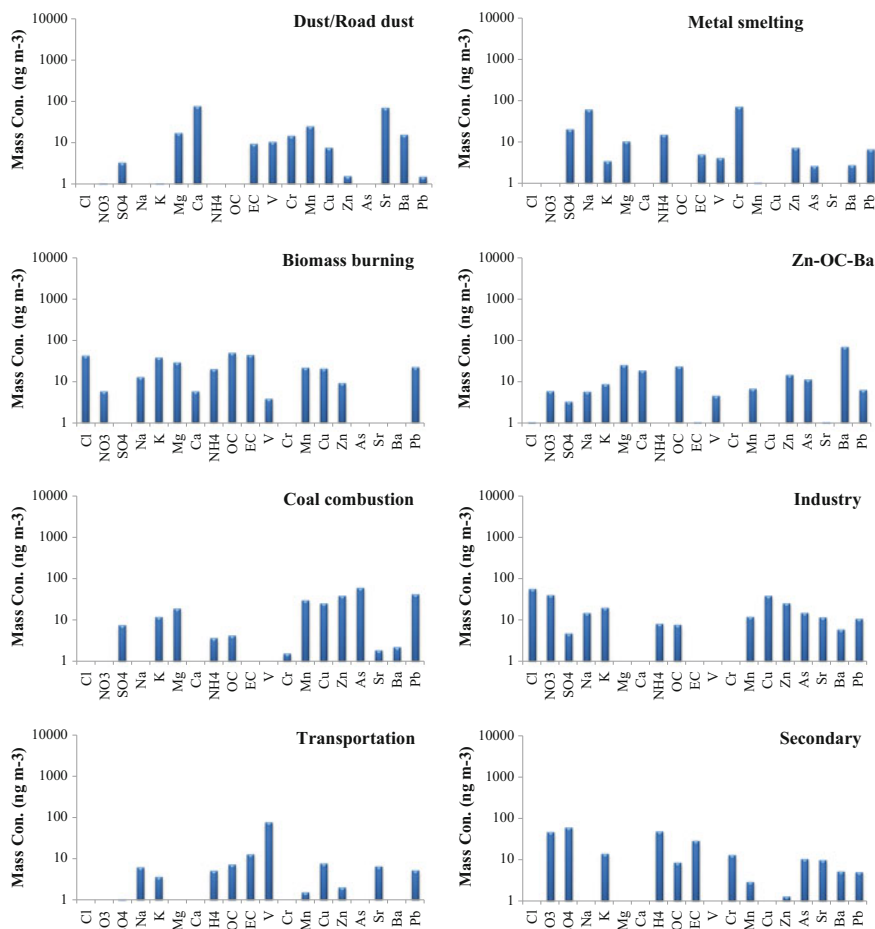 Dust/Road dust
Mass Con. (ng m-3)
10000
1000
100
10
1
Cl NO3 SO4 Na K Mg Ca NH4 OC EC V Cr Mn Cu Zn As Sr Ba Pb
Metal smelting
Mass Con. (ng m-3)
10000
1000
100
10
1
Cl NO3 SO4 Na K Mg Ca NH4 OC EC V Cr Mn Cu Zn As Sr Ba Pb
Biomass burning
Mass Con. (ng m-3)
10000
1000
100
10
1
Cl NO3 SO4 Na K Mg Ca NH4 OC EC V Cr Mn Cu Zn As Sr Ba Pb
Zn-OC-Ba
Mass Con. (ng m-3)
10000
1000
100
10
1
Cl NO3 SO4 Na K Mg Ca NH4 OC EC V Cr Mn Cu Zn As Sr Ba Pb
Coal combustion
Mass Con. (ng m-3)
10000
1000
100
10
1
Cl NO3 SO4 Na K Mg Ca NH4 OC EC V Cr Mn Cu Zn As Sr Ba Pb
Industry
Mass Con. (ng m-3)
10000
1000
100
10
1
Cl NO3 SO4 Na K Mg Ca NH4 OC EC V Cr Mn Cu Zn As Sr Ba Pb
Transportation
Mass Con. (ng m-3)
10000
1000
100
10
1
Cl O3 O4 Na K Mg Ca H4 OC EC V Cr Mn Cu Zn As Sr Ba Pb
Secondary
Mass Con. (ng m-3)
10000
1000
100
10
1
Cl O3 O4 Na K Mg Ca H4 OC EC V Cr Mn Cu Zn As Sr Ba Pb